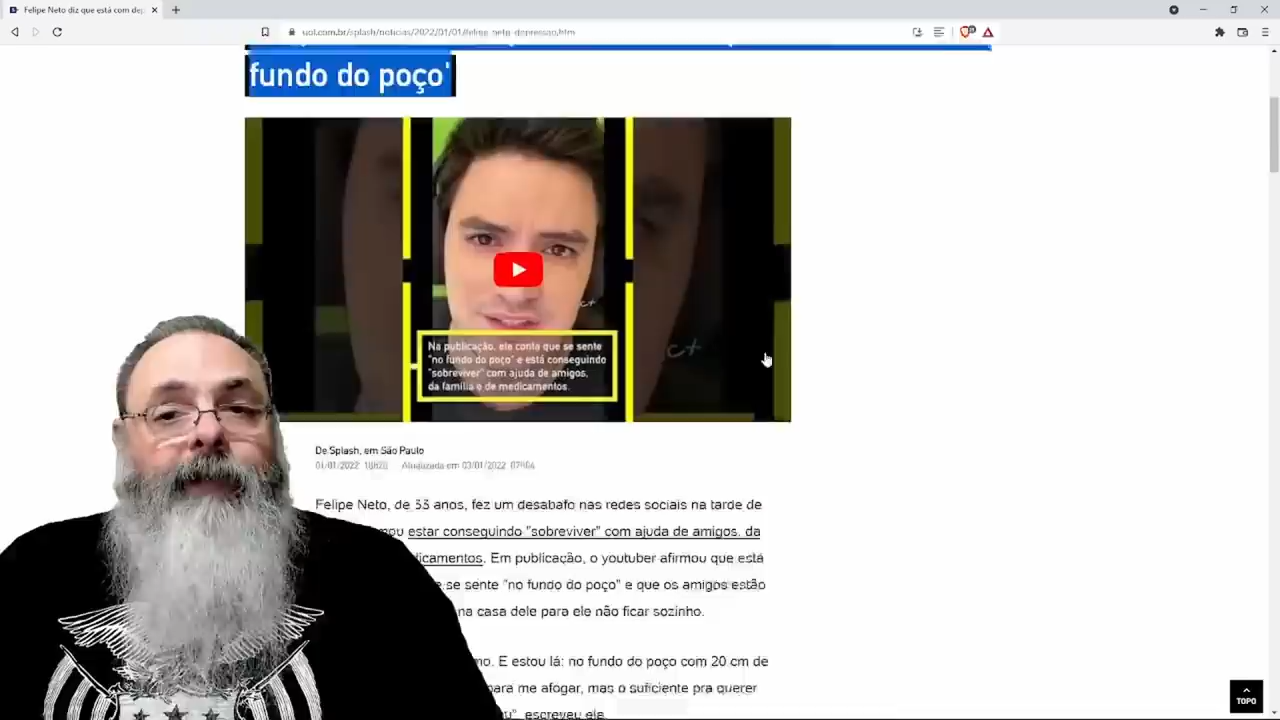 Felipe Neto diz que está com dep
uol.com.br/splash/noticias/2022/01/01/felipe-neto-depressao.htm
fundo do poço'
Na publicação, ele conta que se sente
"no fundo do poço" e está conseguindo
"sobreviver" com ajuda de amigos,
da família e de medicamentos.
De Splash, em São Paulo
01/01/2022 Atualizada em 03/01/2022
Felipe Neto, de anos, fez um desabafo nas redes sociais na tarde de
mou estar conseguindo "sobreviver" com ajuda de amigos, da
dicamentos. Em publicação, o youtuber afirmou que está
e se sente "no fundo do poço" e que os amigos estão
na casa dele para ele não ficar sozinho.
mo. E estou lá: no fundo do poço com 20 cm de
para me afogar, mas o suficiente pra querer
", escreveu ela
TOPO